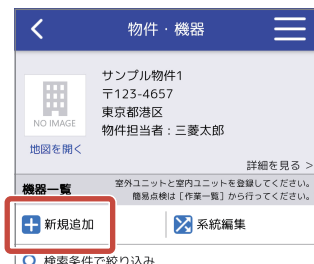 物件・機器
NO IMAGE
地図を開く
サンプル物件1
〒123-4657
東京都港区
物件担当者：三菱太郎
詳細を見る >
機器一覧
室外ユニットと室内ユニットを登録してください。
簡易点検は［作業一覧］から行ってください。
新規追加
系統編集
検索条件で絞り込み